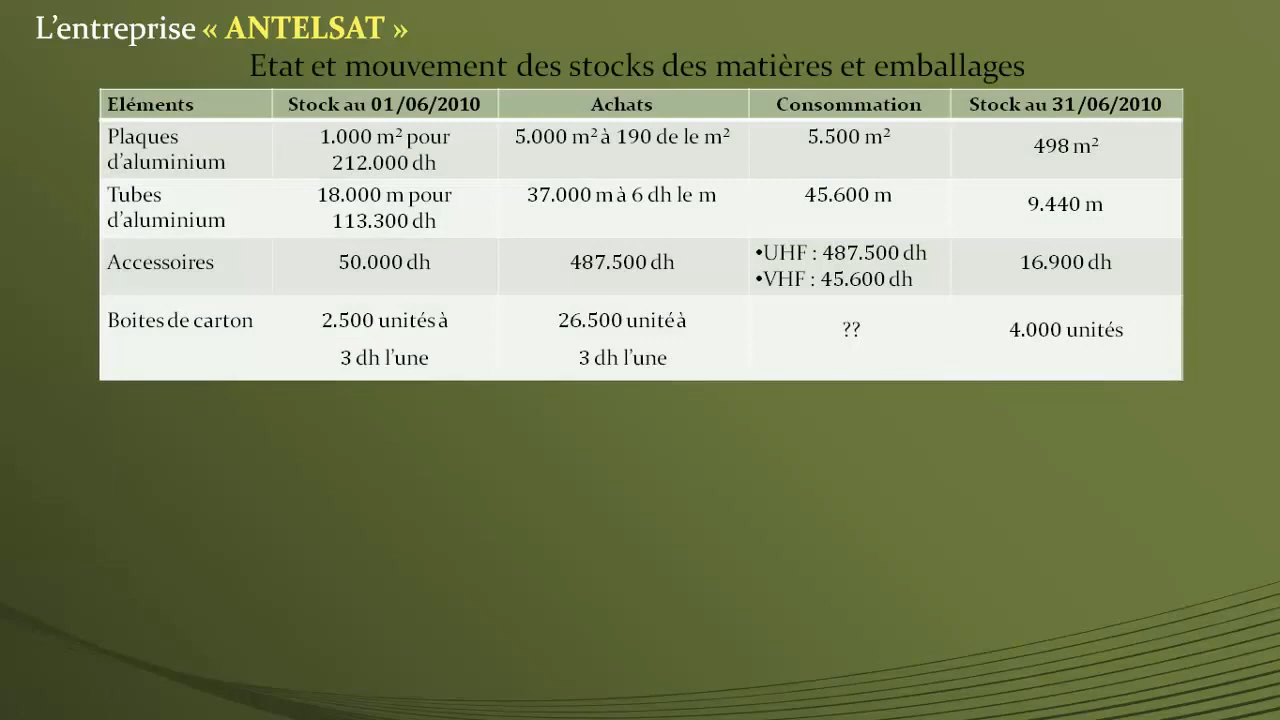 L'entreprise « ANTELSAT »
Etat et mouvement des stocks des matières et emballages
Eléments Stock au 01/06/2010 Achats Consommation Stock au 31/06/2010
Plaques d'aluminium 1.000 m² pour 212.000 dh 5.000 m² à 190 de le m² 5.500 m² 498 m²
Tubes d'aluminium 18.000 m pour 113.300 dh 37.000 m à 6 dh le m 45.600 m 9.440 m
Accessoires 50.000 dh 487.500 dh •UHF : 487.500 dh •VHF : 45.600 dh 16.900 dh
Boites de carton 2.500 unités à 3 dh l'une 26.500 unité à 3 dh l'une ?? 4.000 unités